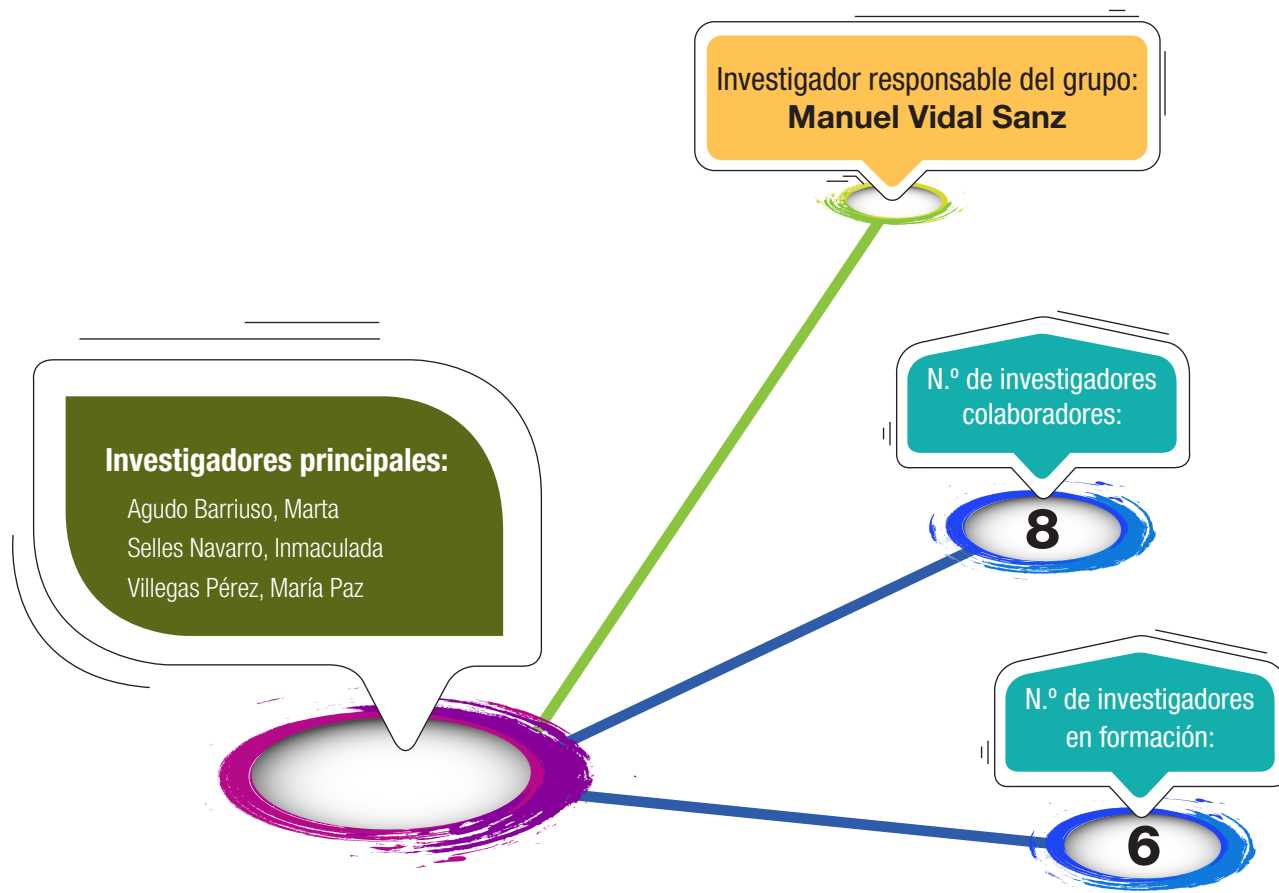 Investigador responsable del grupo:
Manuel Vidal Sanz
Investigadores principales:
Agudo Barriuso, Marta
Selles Navarro, Inmaculada
Villegas Pérez, María Paz
N.º de investigadores
colaboradores:
8
N.º de investigadores
en formación:
6